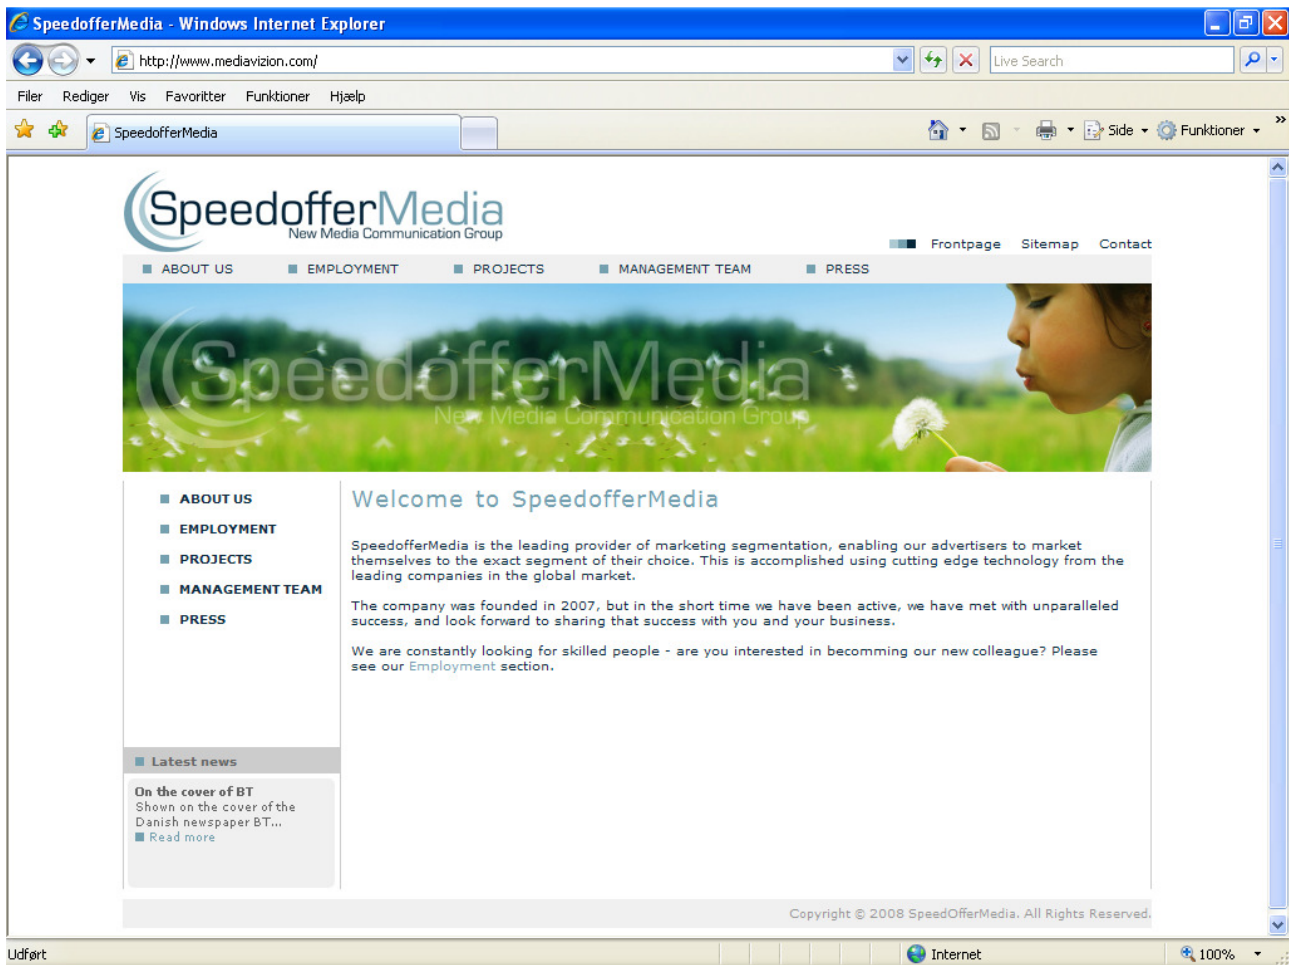 SpeedofferMedia - Windows Internet Explorer
http://www.mediavizion.com/
Live Search
Filer Rediger Vis Favoritter Funktioner Hjælp
SpeedofferMedia
Side Funktioner »
SpeedofferMedia
New Media Communication Group
Frontpage Sitemap Contact
ABOUT US EMPLOYMENT PROJECTS MANAGEMENT TEAM PRESS
SpeedofferMedia
New Media Communication Group
ABOUT US
EMPLOYMENT
PROJECTS
MANAGEMENT TEAM
PRESS
Welcome to SpeedofferMedia
SpeedofferMedia is the leading provider of marketing segmentation, enabling our advertisers to market
themselves to the exact segment of their choice. This is accomplished using cutting edge technology from the
leading companies in the global market.
The company was founded in 2007, but in the short time we have been active, we have met with unparalleled
success, and look forward to sharing that success with you and your business.
We are constantly looking for skilled people - are you interested in becomming our new colleague? Please
see our Employment section.
Latest news
On the cover of BT
Shown on the cover of the
Danish newspaper BT...
Read more
Copyright © 2008 SpeedOfferMedia. All Rights Reserved.
Udført
Internet
100%